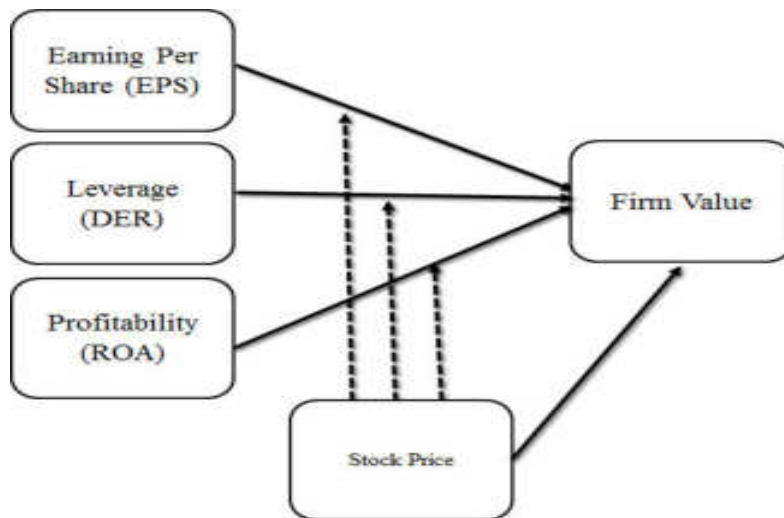 Earning Per
Share (EPS)
Leverage
(DER)
Firm Value
Profitability
(ROA)
Stock Price